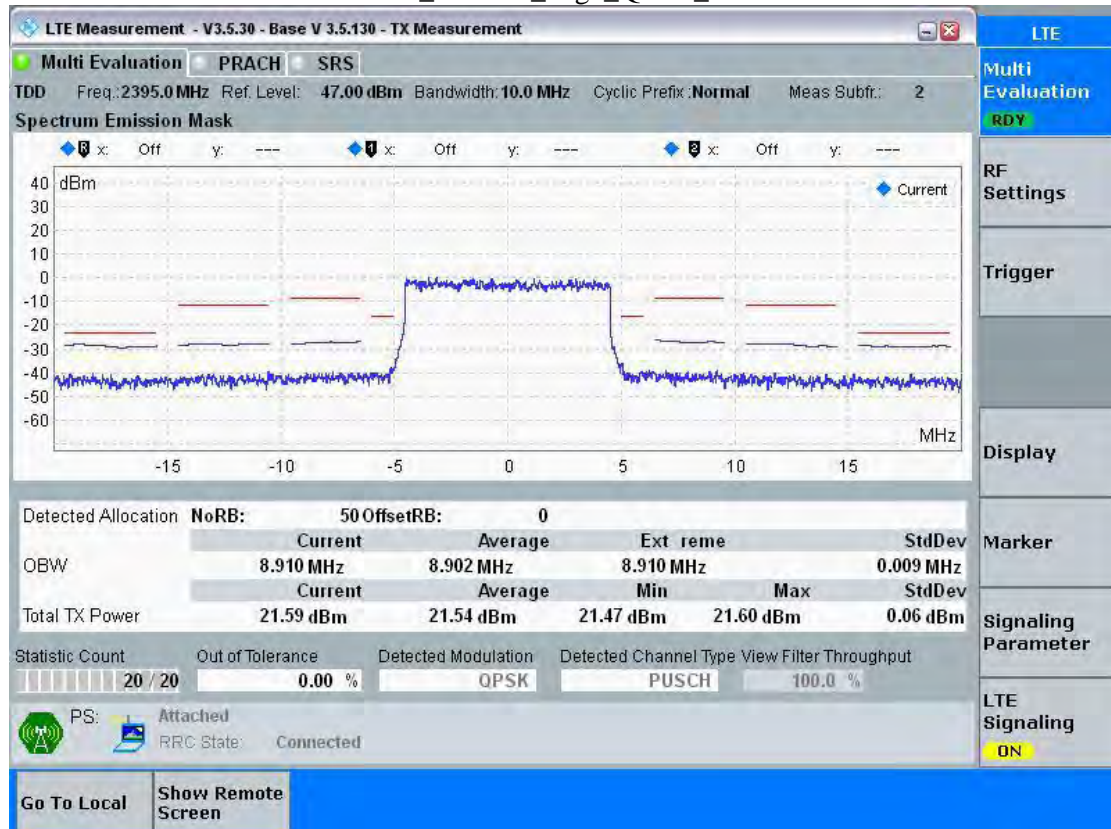 LTE Measurement - V3.5.30 - Base V 3.5.130 - TX Measurement
LTE
Multi Evaluation PRACH SRS
Multi Evaluation
RDY
TDD Freq.:2395.0 MHz Ref. Level: 47.00 dBm Bandwidth:10.0 MHz Cyclic Prefix :Normal Meas Subfr.: 2
Spectrum Emission Mask
R x: Off y: --- 1 x: Off y: --- 2 x: Off y: ---
dBm
Current
40
30
20
10
0
-10
-20
-30
-40
-50
-60
MHz
-15 -10 -5 0 5 10 15
RF Settings
Trigger
Display
Marker
Signaling Parameter
LTE Signaling
ON
Detected Allocation NoRB: 50 OffsetRB: 0
Current Average Ext reme StdDev
OBW 8.910 MHz 8.902 MHz 8.910 MHz 0.009 MHz
Current Average Min Max StdDev
Total TX Power 21.59 dBm 21.54 dBm 21.47 dBm 21.60 dBm 0.06 dBm
Statistic Count Out of Tolerance Detected Modulation Detected Channel Type View Filter Throughput
20 / 20 0.00 % QPSK PUSCH 100.0 %
PS: Attached
RRC State: Connected
Go To Local
Show Remote Screen